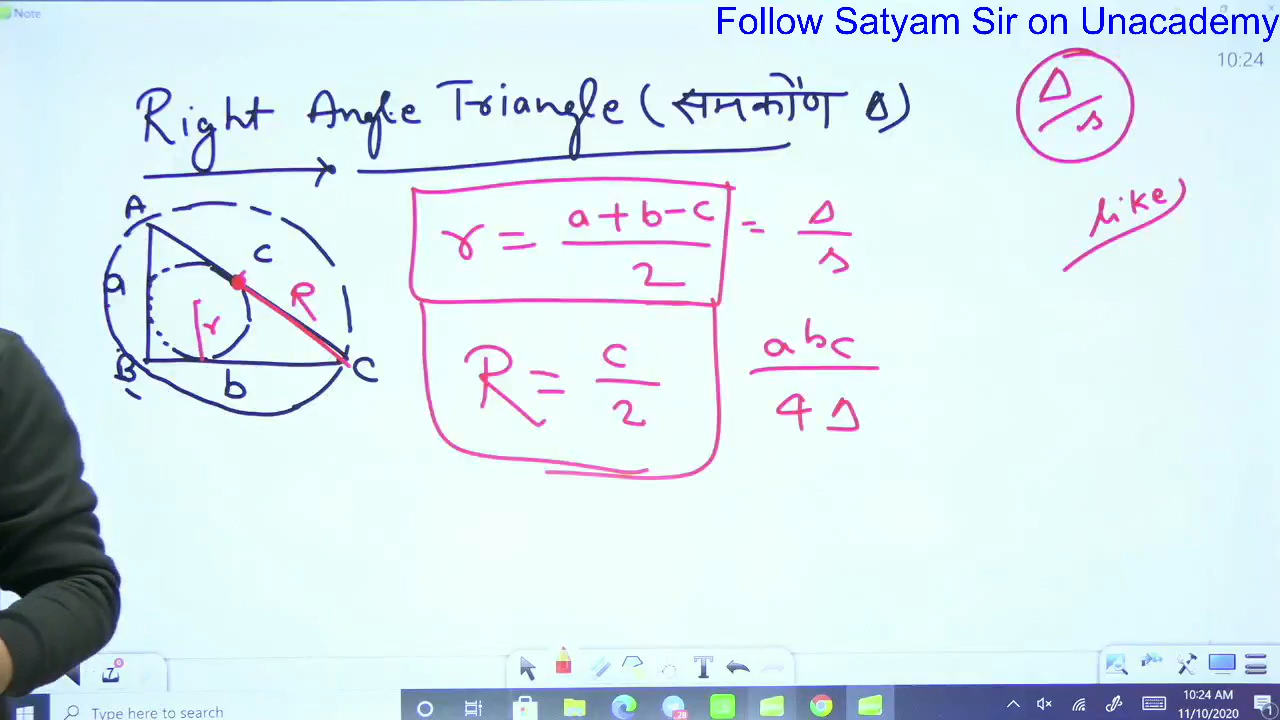 Note
Follow Satyam Sir on Unacademy
10:24
Right Angle Triangle (समकोण Δ)
Δ/s
like
A
a
c
R
r
B
b
C
r = (a+b-c)/2 = Δ/s
R = c/2
abc/4Δ
Type here to search
10:24 AM
11/10/2020